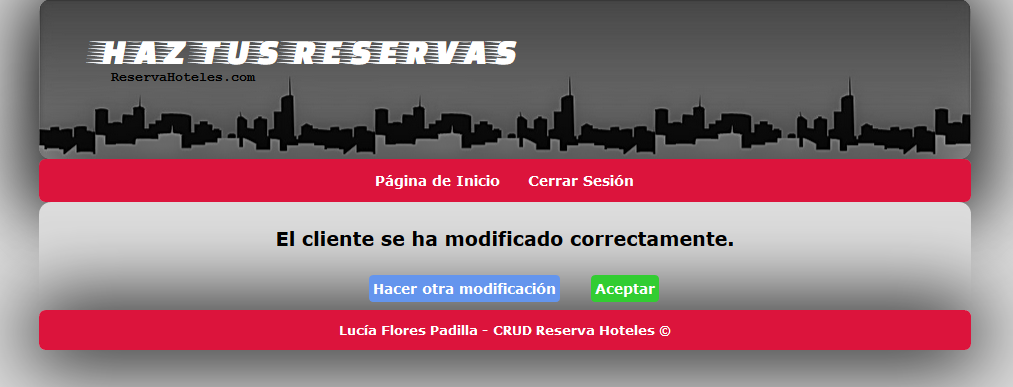 HAZ TUS RESERVAS
ReservaHoteles.com
Página de Inicio Cerrar Sesión
El cliente se ha modificado correctamente.
Hacer otra modificación Aceptar
Lucía Flores Padilla - CRUD Reserva Hoteles ©